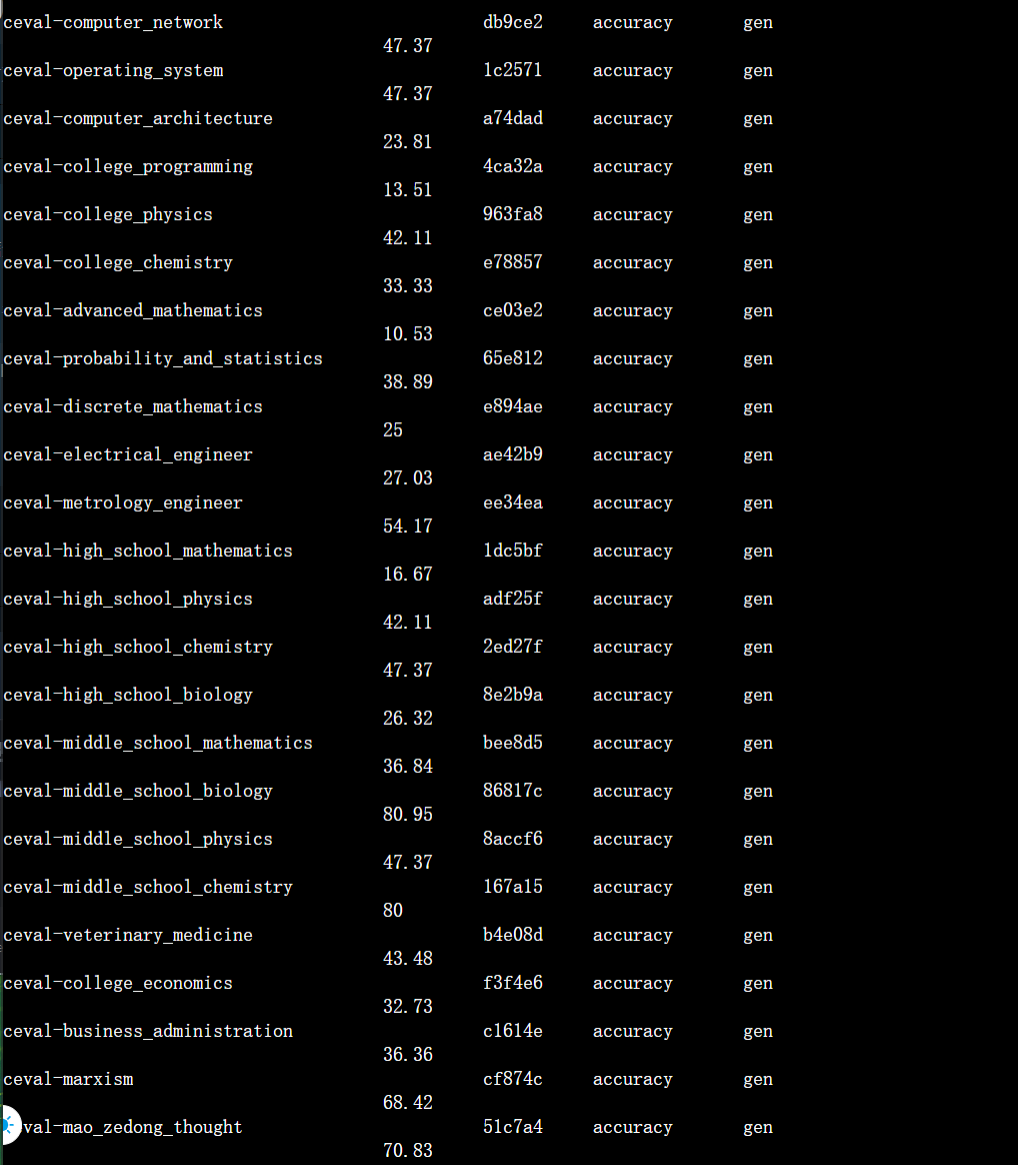 ceval-computer_network db9ce2 accuracy gen
47.37
ceval-operating_system 1c2571 accuracy gen
47.37
ceval-computer_architecture a74dad accuracy gen
23.81
ceval-college_programming 4ca32a accuracy gen
13.51
ceval-college_physics 963fa8 accuracy gen
42.11
ceval-college_chemistry e78857 accuracy gen
33.33
ceval-advanced_mathematics ce03e2 accuracy gen
10.53
ceval-probability_and_statistics 65e812 accuracy gen
38.89
ceval-discrete_mathematics e894ae accuracy gen
25
ceval-electrical_engineer ae42b9 accuracy gen
27.03
ceval-metrology_engineer ee34ea accuracy gen
54.17
ceval-high_school_mathematics 1dc5bf accuracy gen
16.67
ceval-high_school_physics adf25f accuracy gen
42.11
ceval-high_school_chemistry 2ed27f accuracy gen
47.37
ceval-high_school_biology 8e2b9a accuracy gen
26.32
ceval-middle_school_mathematics bee8d5 accuracy gen
36.84
ceval-middle_school_biology 86817c accuracy gen
80.95
ceval-middle_school_physics 8accf6 accuracy gen
47.37
ceval-middle_school_chemistry 167a15 accuracy gen
80
ceval-veterinary_medicine b4e08d accuracy gen
43.48
ceval-college_economics f3f4e6 accuracy gen
32.73
ceval-business_administration c1614e accuracy gen
36.36
ceval-marxism cf874c accuracy gen
68.42
val-mao_zedong_thought 51c7a4 accuracy gen
70.83